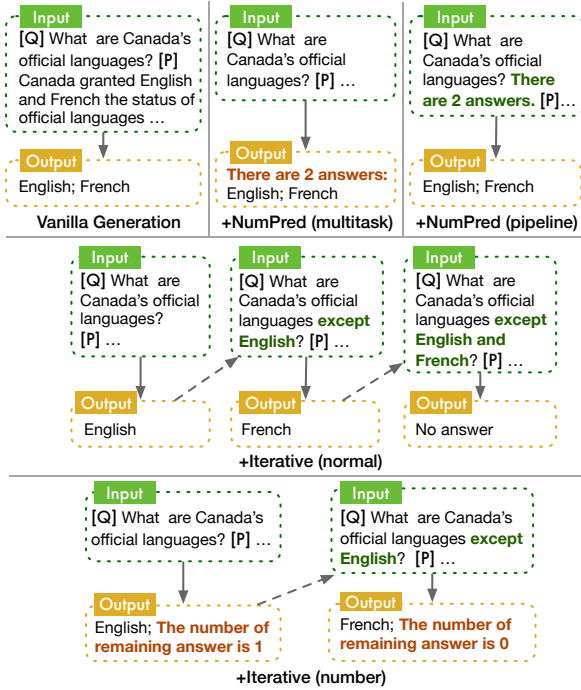 Input
[Q] What are Canada's
official languages? [P]
Canada granted English
and French the status of
official languages …
Output
English; French
Vanilla Generation
Input
[Q] What are
Canada's official
languages? [P] …
Output
There are 2 answers:
English; French
+NumPred (multitask)
Input
[Q] What are
Canada's official
languages? There
are 2 answers. [P]…
Output
English; French
+NumPred (pipeline)
Input
[Q] What are
Canada's official
languages?
[P] …
Output
English
Input
[Q] What are
Canada's official
languages except
English? [P] …
Output
French
Input
[Q] What are
Canada's official
languages except
English and
French? [P] …
Output
No answer
+Iterative (normal)
Input
[Q] What are Canada's
official languages? [P] …
Output
English; The number of
remaining answer is 1
Input
[Q] What are Canada's
official languages except
English? [P] …
Output
French; The number of
remaining answer is 0
+Iterative (number)